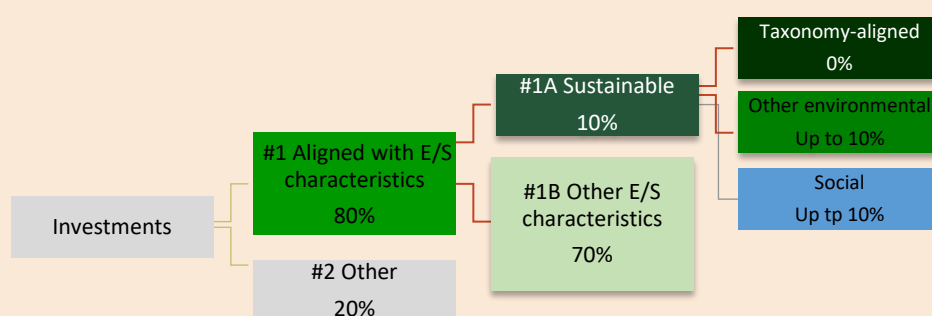 Investments
#1 Aligned with E/S
characteristics
80%
#2 Other
20%
#1A Sustainable
10%
#1B Other E/S
characteristics
70%
Taxonomy-aligned
0%
Other environmental
Up to 10%
Social
Up tp 10%